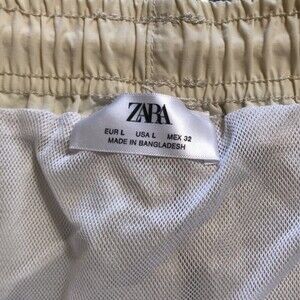 ZARA
EUR L USA L MEX 32
MADE IN BANGLADESH